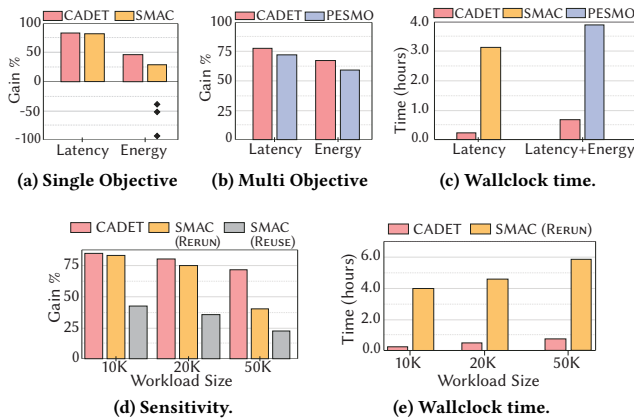 CADET SMAC
Gain %
100
50
0
-50
-100
Latency Energy
(a) Single Objective
CADET PESMO
Gain %
100
75
50
25
0
Latency Energy
(b) Multi Objective
CADET SMAC PESMO
Time (hours)
4.0
3.0
2.0
1.0
0.0
Latency Latency+Energy
(c) Wallclock time.
CADET SMAC (RERUN) SMAC (REUSE)
Gain %
75
50
25
0
10K 20K 50K
Workload Size
(d) Sensitivity.
CADET SMAC (RERUN)
Time (hours)
6.0
4.0
2.0
0.0
10K 20K 50K
Workload Size
(e) Wallclock time.